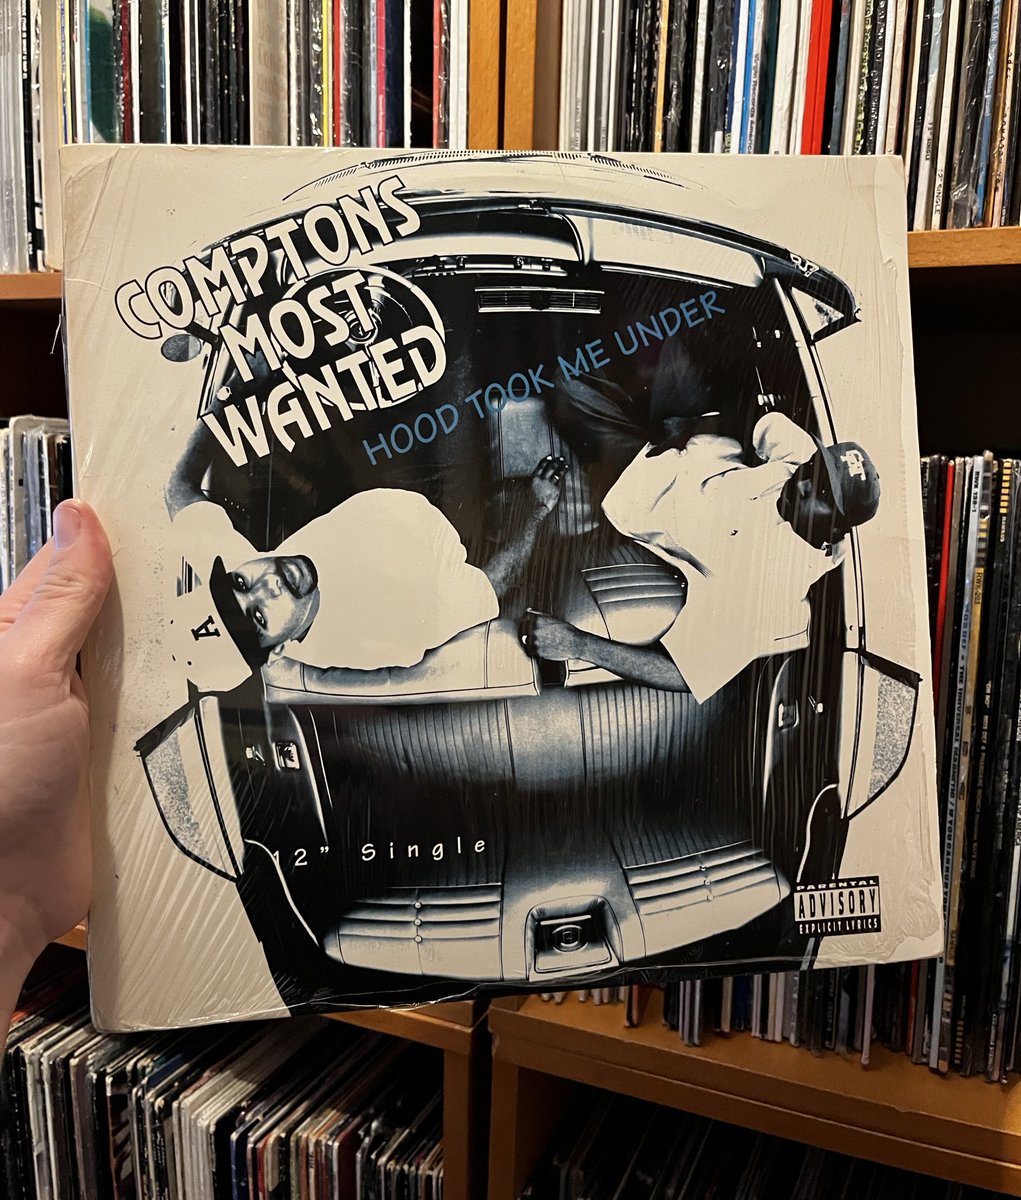 COMPTONS
MOST
WANTED
HOOD TOOK ME UNDER
A
12” Single
PARENTAL
ADVISORY
EXPLICIT LYRICS